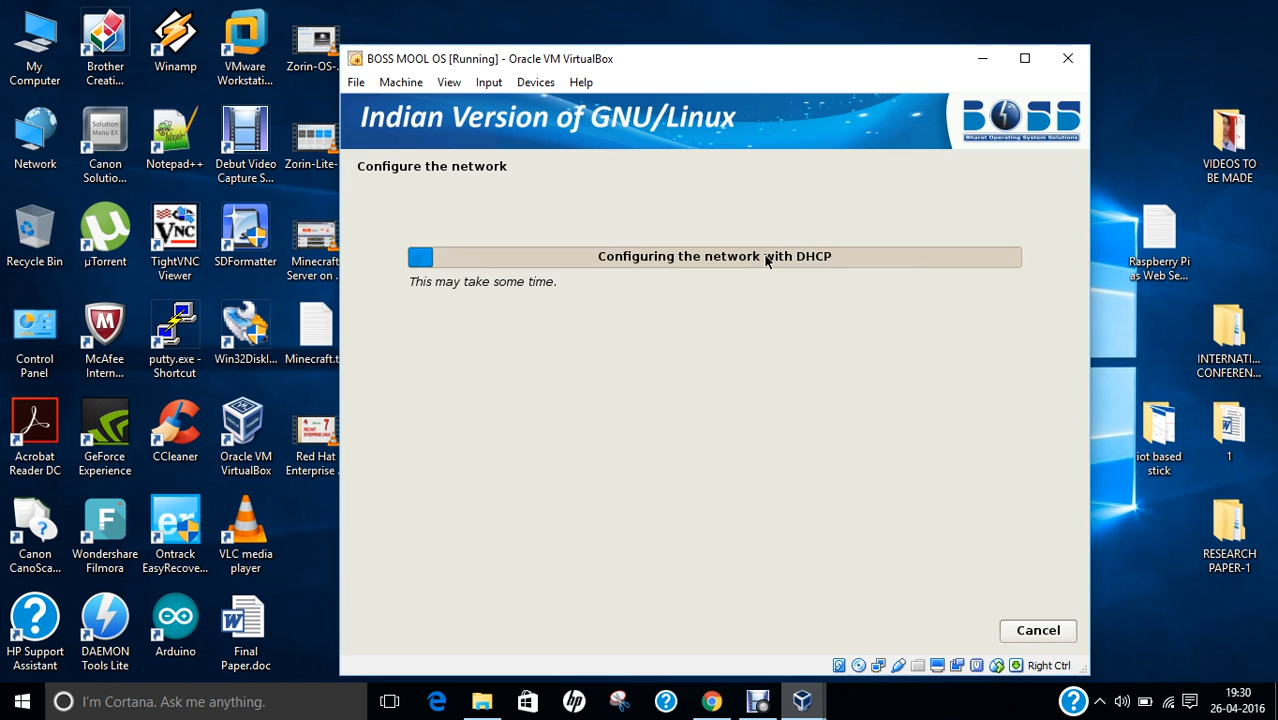 My
Computer
Brother
Creati...
Winamp
VMware
Workstati...
Zorin-OS-
Network
Canon
Solutio...
Notepad++
Debut Video
Capture S...
Zorin-Lite-
Recycle Bin
µTorrent
TightVNC
Viewer
SDFormatter
Minecraft
Server on .
Control
Panel
McAfee
Intern...
putty.exe -
Shortcut
Win32DiskI...
Minecraft.t
Acrobat
Reader DC
GeForce
Experience
CCleaner
Oracle VM
VirtualBox
Red Hat
Enterprise .
Canon
CanoSca...
Wondershare
Filmora
Ontrack
EasyRecove...
VLC media
player
HP Support
Assistant
DAEMON
Tools Lite
Arduino
Final
Paper.doc
BOSS MOOL OS [Running] - Oracle VM VirtualBox
File Machine View Input Devices Help
Indian Version of GNU/Linux
BOSS
Bharat Operating System Solutions
Configure the network
Configuring the network with DHCP
This may take some time.
Cancel
Right Ctrl
VIDEOS TO
BE MADE
Raspberry Pi
as Web Se...
INTERNATI...
CONFEREN...
iot based
stick
1
RESEARCH
PAPER-1
I'm Cortana. Ask me anything.
19:30
26-04-2016